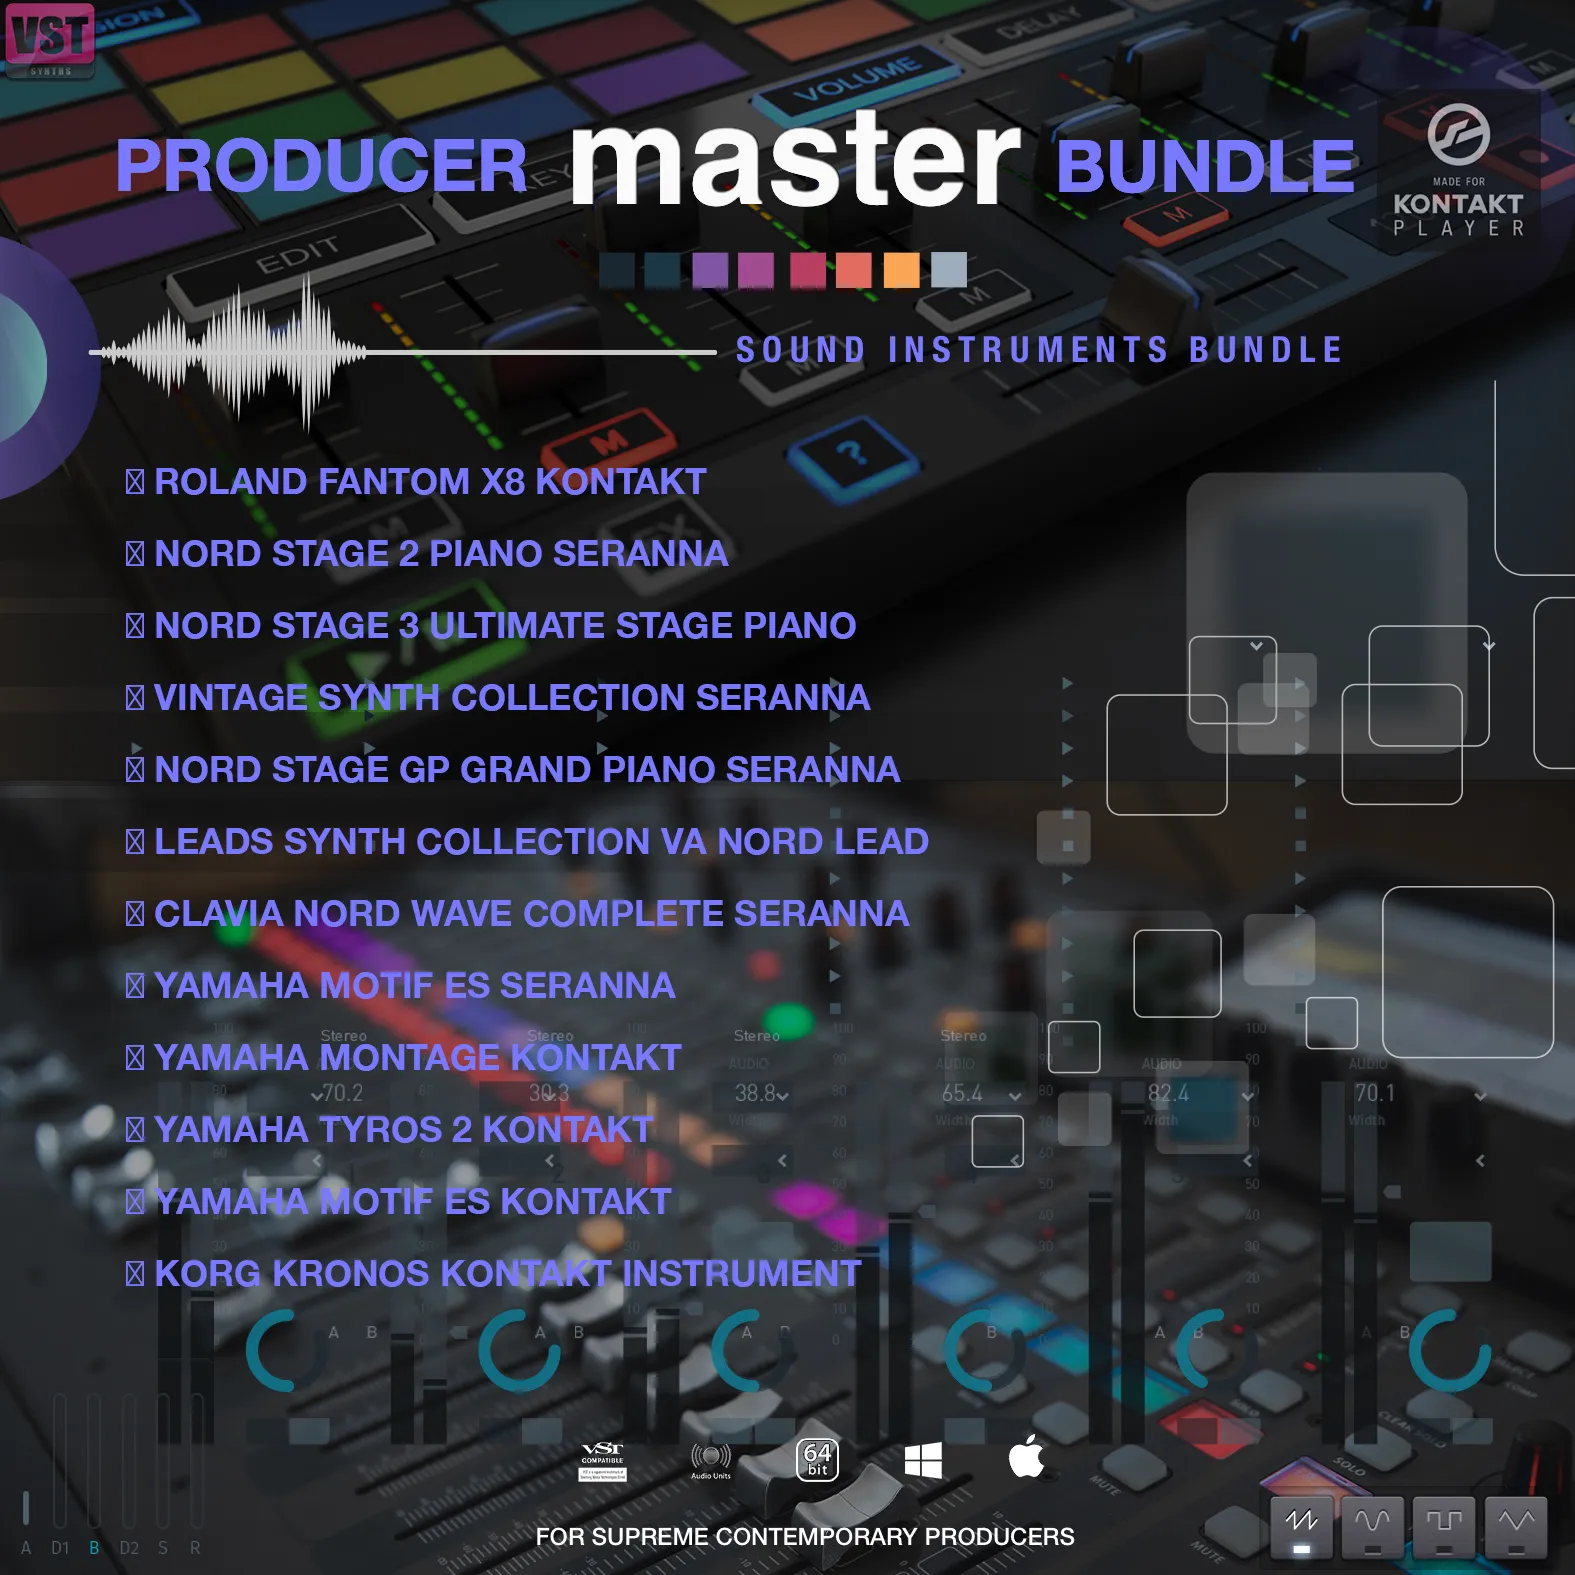 VST
SYNTHS
VOLUME
DELAY
PRODUCER master BUNDLE
KEY
EDIT
M
MADE FOR
KONTAKT
PLAYER
M
SOUND INSTRUMENTS BUNDLE
M
M
?
ROLAND FANTOM X8 KONTAKT
M
FX
NORD STAGE 2 PIANO SERANNA
NORD STAGE 3 ULTIMATE STAGE PIANO
VINTAGE SYNTH COLLECTION SERANNA
NORD STAGE GP GRAND PIANO SERANNA
LEADS SYNTH COLLECTION VA NORD LEAD
CLAVIA NORD WAVE COMPLETE SERANNA
YAMAHA MOTIF ES SERANNA
Stereo Stereo Stereo Stereo
YAMAHA MONTAGE KONTAKT
AUDIO AUDIO AUDIO AUDIO
70.2 30.3 38.8 65.4 82.4 70.1
Width Width Width Width
YAMAHA TYROS 2 KONTAKT
YAMAHA MOTIF ES KONTAKT
KORG KRONOS KONTAKT INSTRUMENT
A B A B A B A B A B
VST
COMPATIBLE
Audio Units
64
bit
SOLO
MUTE
FOR SUPREME CONTEMPORARY PRODUCERS
A D1 B D2 S R
MUTE